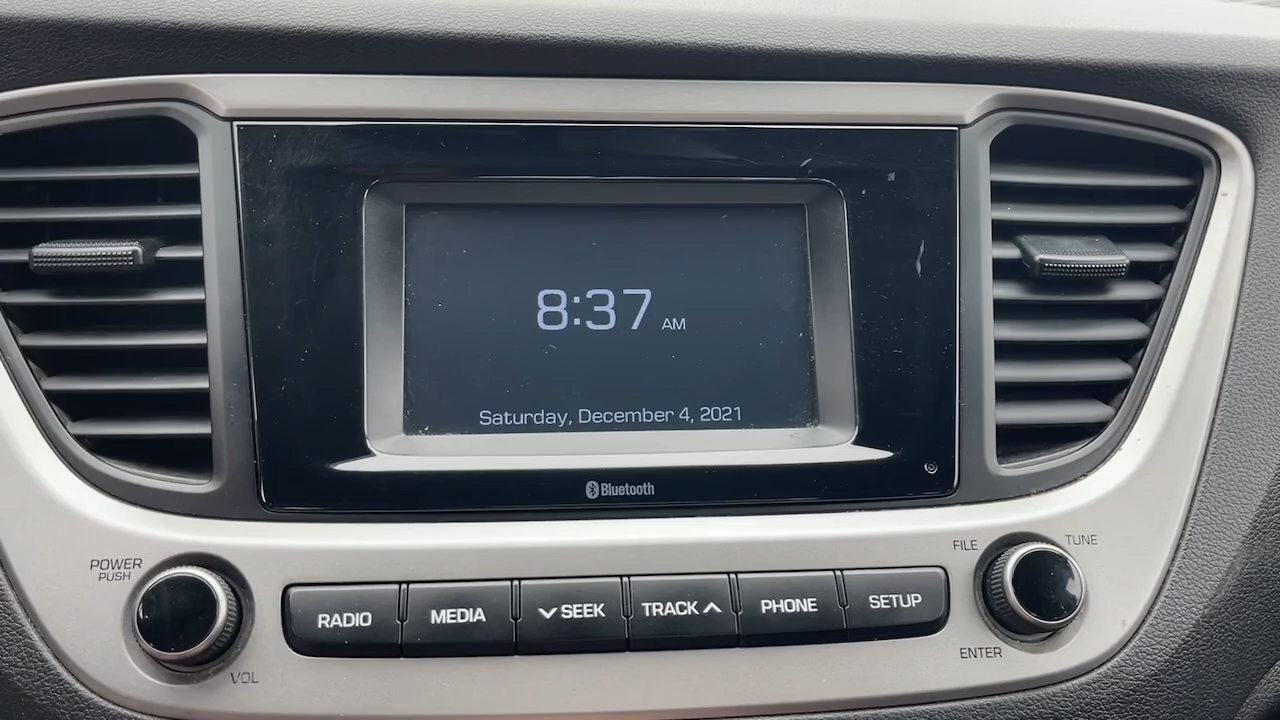 8:37 AM
Saturday, December 4, 2021
Bluetooth
POWER
PUSH
VOL
RADIO
MEDIA
SEEK
TRACK
PHONE
SETUP
FILE
TUNE
ENTER